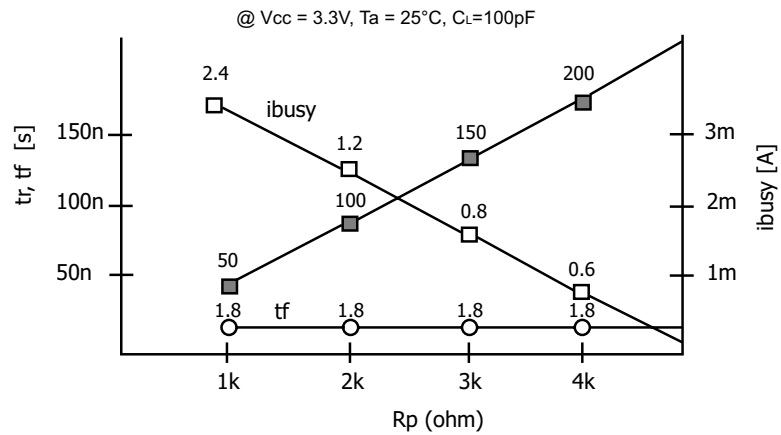 @ Vcc = 3.3V, Ta = 25°C, CL=100pF
2.4
200
ibusy
150n
150
3m
1.2
tr, tf [s]
ibusy [A]
100n
100
0.8
2m
50n
50
0.6
1m
1.8
tf
1.8
1.8
1.8
1k
2k
3k
4k
Rp (ohm)